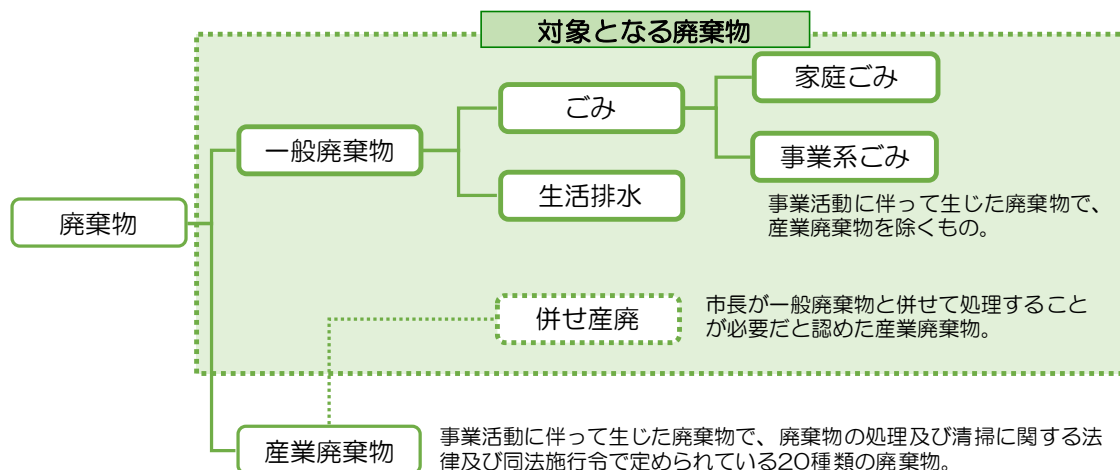 対象となる廃棄物
家庭ごみ
ごみ
一般廃棄物
事業系ごみ
生活排水
事業活動に伴って生じた廃棄物で、
産業廃棄物を除くもの。
廃棄物
併せ産廃
市長が一般廃棄物と併せて処理すること
が必要だと認めた産業廃棄物。
産業廃棄物
事業活動に伴って生じた廃棄物で、廃棄物の処理及び清掃に関する法
律及び同法施行令で定められている20種類の廃棄物。